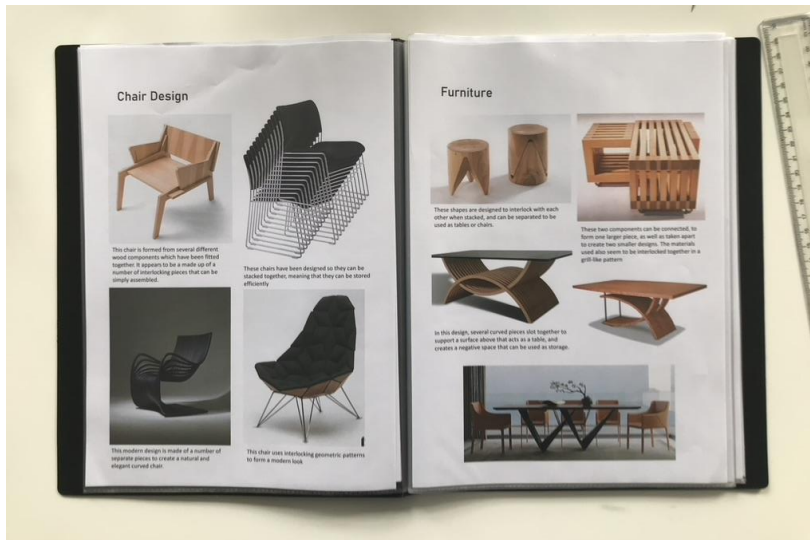 Chair Design
This chair is formed from several different
wood components which have been fitted
together. It appears to be a made up of a
number of interlocking pieces that can be
simply assembled.
These chairs have been designed so they can be
stacked together, meaning that they can be stored
efficiently
This modern design is made of a number of
separate pieces to create a natural and
elegant curved chair.
This chair uses interlocking geometric patterns
to form a modern look
Furniture
These shapes are designed to interlock with each
other when stacked, and can be separated to be
used as tables or chairs.
These two components can be connected, to
form one larger piece, as well as taken apart
to create two smaller designs. The materials
used also seem to be interlocked together in a
grill-like pattern
In this design, several curved pieces slot together to
support a surface above that acts as a table, and
creates a negative space that can be used as storage.